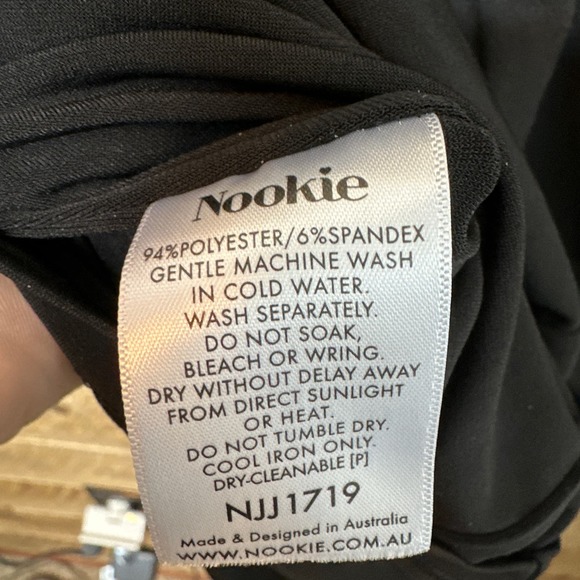 Nookie
94%POLYESTER/6%SPANDEX
GENTLE MACHINE WASH
IN COLD WATER.
WASH SEPARATELY.
DO NOT SOAK,
BLEACH OR WRING.
DRY WITHOUT DELAY AWAY
FROM DIRECT SUNLIGHT
OR HEAT.
DO NOT TUMBLE DRY.
COOL IRON ONLY.
DRY-CLEANABLE [P]
NJJ1719
Made & Designed in Australia
WWW.NOOKIE.COM.AU